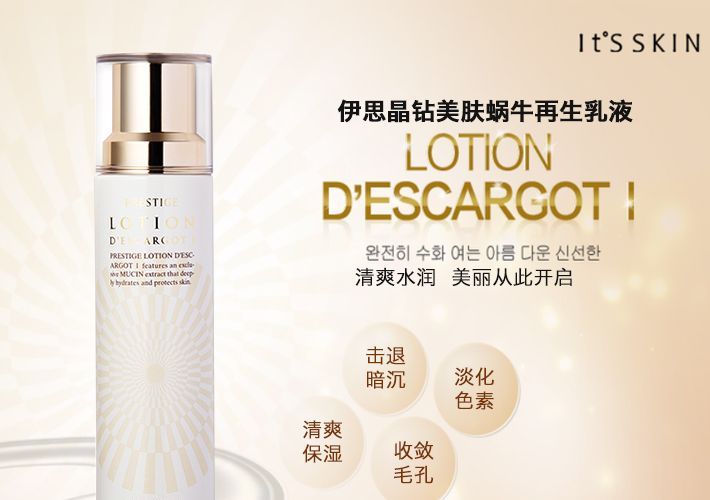 It'S SKIN
伊思晶钻美肤蜗牛再生乳液
LOTION
D'ESCARGOT I
완전히 수화 여는 아름 다운 신선한
清爽水润 美丽从此开启
PRESTIGE
LOTION
D'ESCARGOT I
PRESTIGE LOTION D'ESC-
ARGOT I features an exclu-
sive MUCIN extract that deep-
ly hydrates and protects skin.
击退
暗沉
淡化
色素
清爽
保湿
收敛
毛孔